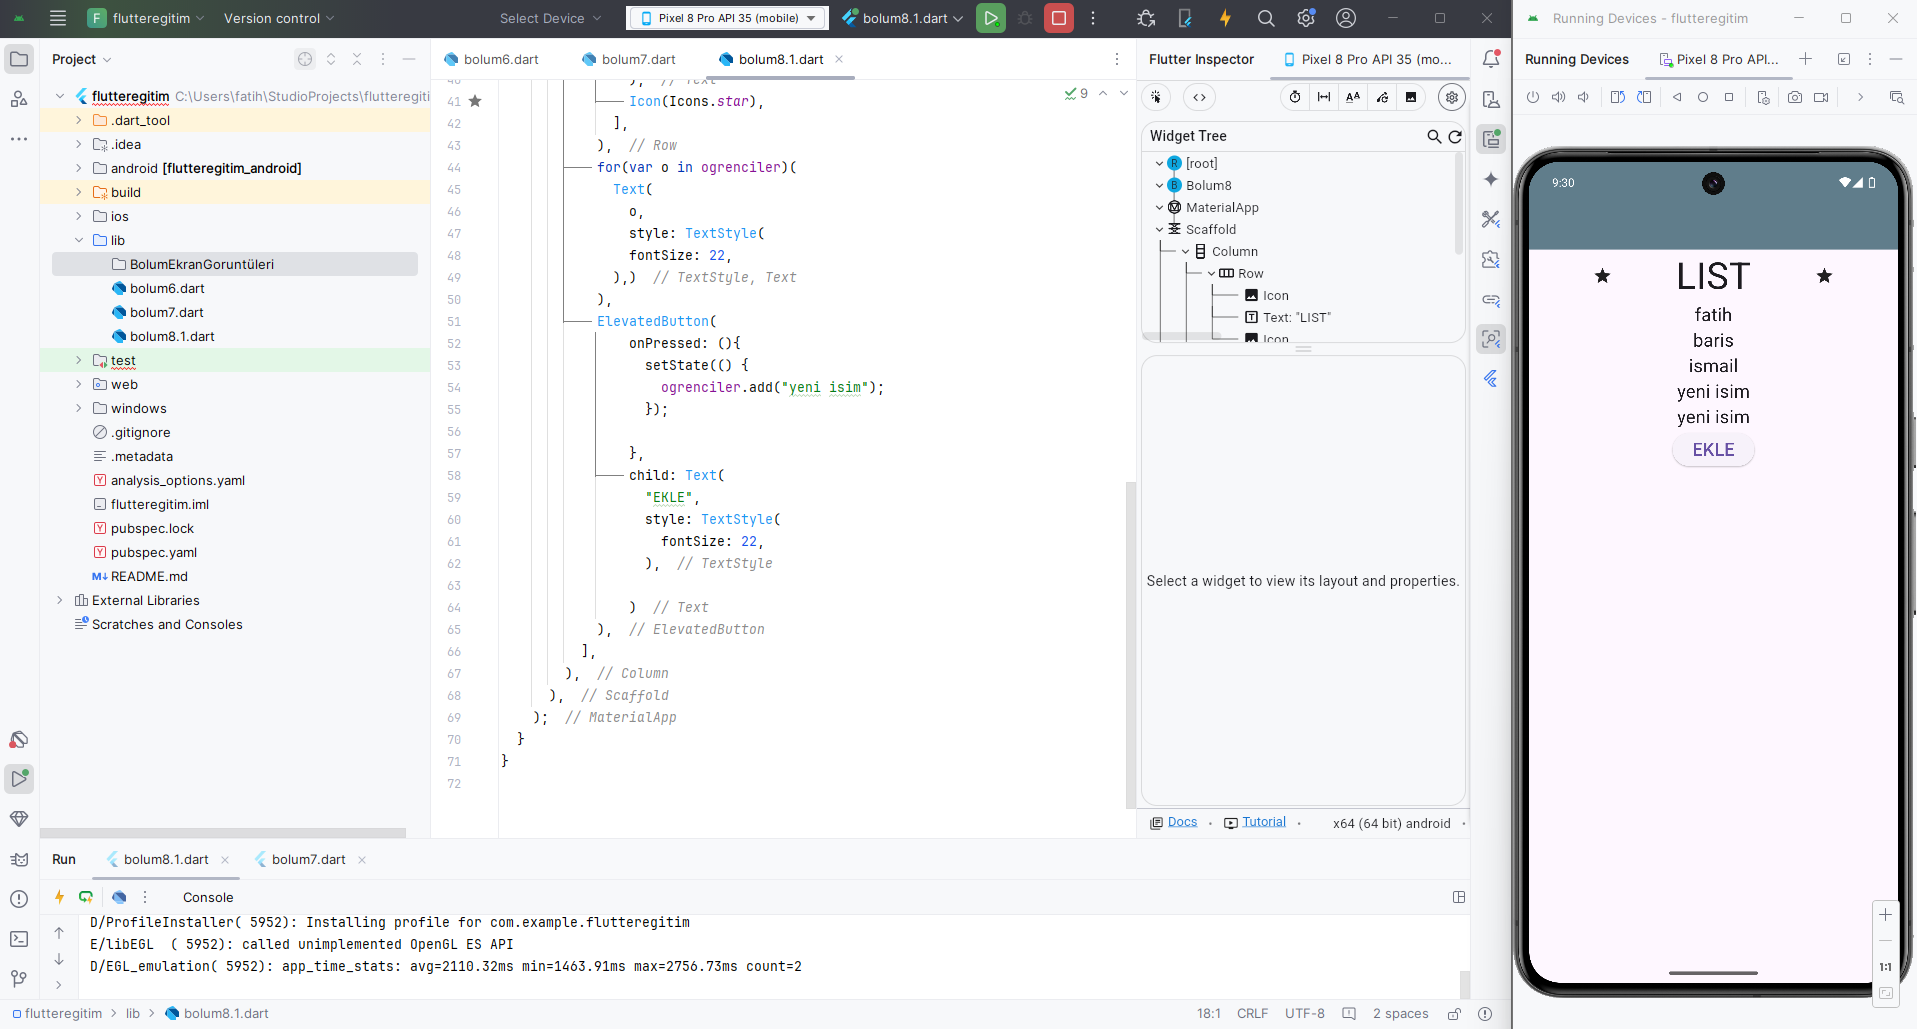 F flutteregitim
Version control
Select Device
Pixel 8 Pro API 35 (mobile)
bolum8.1.dart
Running Devices - flutteregitim
Project
bolum6.dart
bolum7.dart
bolum8.1.dart
Flutter Inspector
Pixel 8 Pro API 35 (mo...
Running Devices
Pixel 8 Pro API...
flutteregitim C:\Users\fatih\StudioProjects\flutteregiti
.dart_tool
.idea
android [flutteregitim_android]
build
ios
lib
BolumEkranGoruntüleri
bolum6.dart
bolum7.dart
bolum8.1.dart
test
web
windows
.gitignore
.metadata
analysis_options.yaml
flutteregitim.iml
pubspec.lock
pubspec.yaml
README.md
External Libraries
Scratches and Consoles
40 ), // Text
41 Icon(Icons.star),
42 ],
43 ), // Row
44 for(var o in ogrenciler)(
45 Text(
46 o,
47 style: TextStyle(
48 fontSize: 22,
49 ),) // TextStyle, Text
50 ),
51 ElevatedButton(
52 onPressed: (){
53 setState(() {
54 ogrenciler.add("yeni isim");
55 });
56
57 },
58 child: Text(
59 "EKLE",
60 style: TextStyle(
61 fontSize: 22,
62 ), // TextStyle
63
64 ) // Text
65 ), // ElevatedButton
66 ],
67 ), // Column
68 ), // Scaffold
69 ); // MaterialApp
70 }
71 }
72
9
Widget Tree
[root]
Bolum8
MaterialApp
Scaffold
Column
Row
Icon
Text: "LIST"
Icon
Select a widget to view its layout and properties.
Docs
Tutorial
x64 (64 bit) android
9:30
LIST
fatih
baris
ismail
yeni isim
yeni isim
EKLE
1:1
Run
bolum8.1.dart
bolum7.dart
Console
D/ProfileInstaller( 5952): Installing profile for com.example.flutteregitim
E/libEGL  ( 5952): called unimplemented OpenGL ES API
D/EGL_emulation( 5952): app_time_stats: avg=2110.32ms min=1463.91ms max=2756.73ms count=2
flutteregitim > lib > bolum8.1.dart
18:1
CRLF
UTF-8
2 spaces